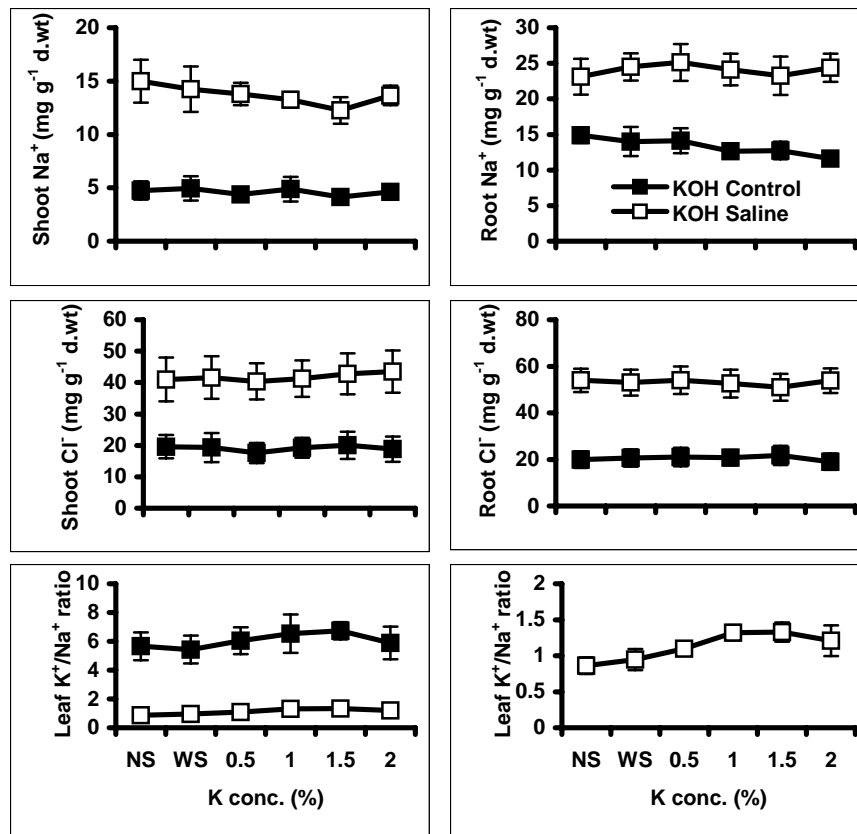 Shoot Na⁺ (mg g⁻¹ d.wt)
20
15
10
5
0
Root Na⁺ (mg g⁻¹ d.wt)
30
25
20
15
10
5
0
KOH Control
KOH Saline
Shoot Cl⁻ (mg g⁻¹ d.wt)
60
50
40
30
20
10
0
Root Cl⁻ (mg g⁻¹ d.wt)
80
60
40
20
0
Leaf K⁺/Na⁺ ratio
10
8
6
4
2
0
NS WS 0.5 1 1.5 2
K conc. (%)
Leaf K⁺/Na⁺ ratio
2
1.5
1
0.5
0
NS WS 0.5 1 1.5 2
K conc. (%)